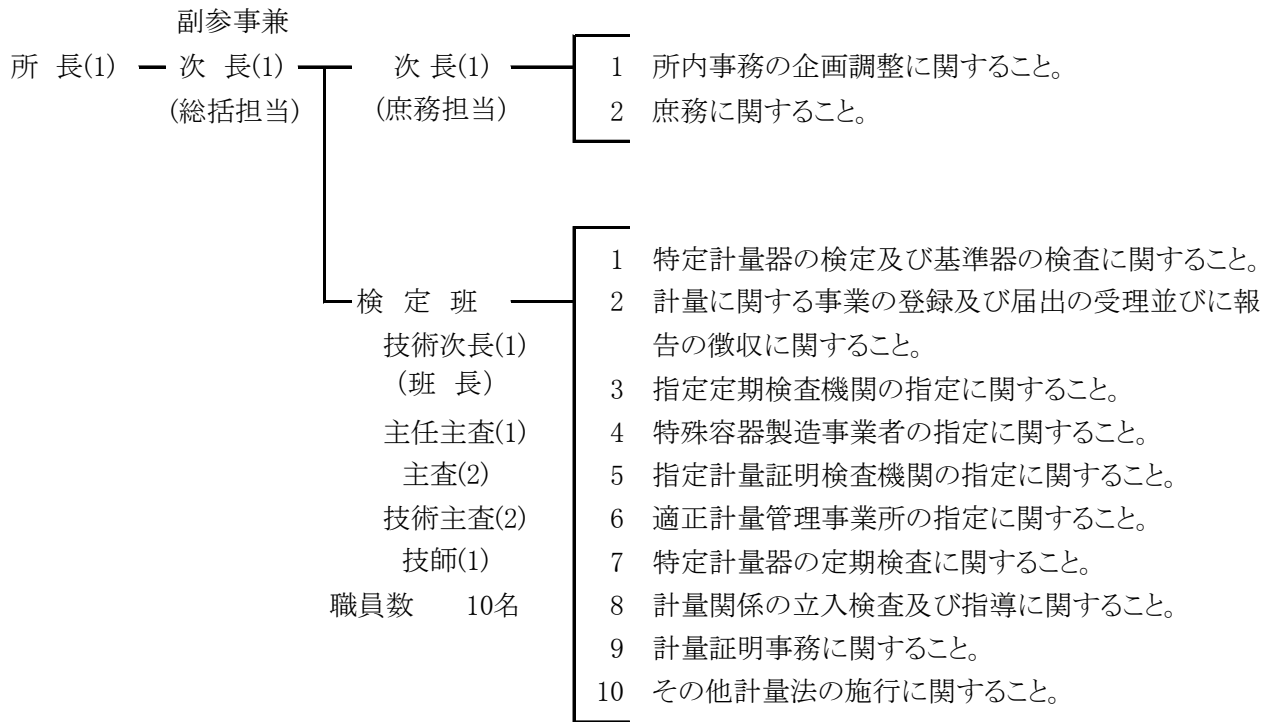 副参事兼
所 長(1) 次 長(1) 次 長(1) 1 所内事務の企画調整に関すること。
(総括担当) (庶務担当) 2 庶務に関すること。
1 特定計量器の検定及び基準器の検査に関すること。
検 定 班 2 計量に関する事業の登録及び届出の受理並びに報
技術次長(1) 告の徴収に関すること。
(班 長) 3 指定定期検査機関の指定に関すること。
主任主査(1) 4 特殊容器製造事業者の指定に関すること。
主査(2) 5 指定計量証明検査機関の指定に関すること。
技術主査(2) 6 適正計量管理事業所の指定に関すること。
技師(1) 7 特定計量器の定期検査に関すること。
職員数 10名 8 計量関係の立入検査及び指導に関すること。
9 計量証明事務に関すること。
10 その他計量法の施行に関すること。